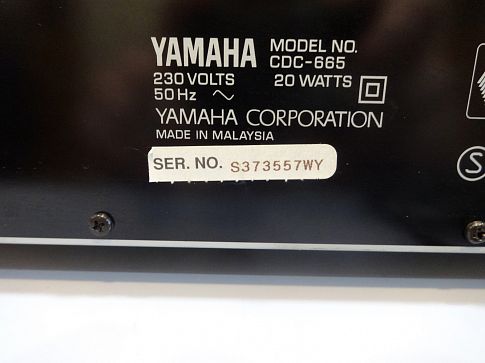 YAMAHA MODEL NO.
CDC-665
230 VOLTS 20 WATTS
50 Hz ~
YAMAHA CORPORATION
MADE IN MALAYSIA
SER. NO. S373557WY
S